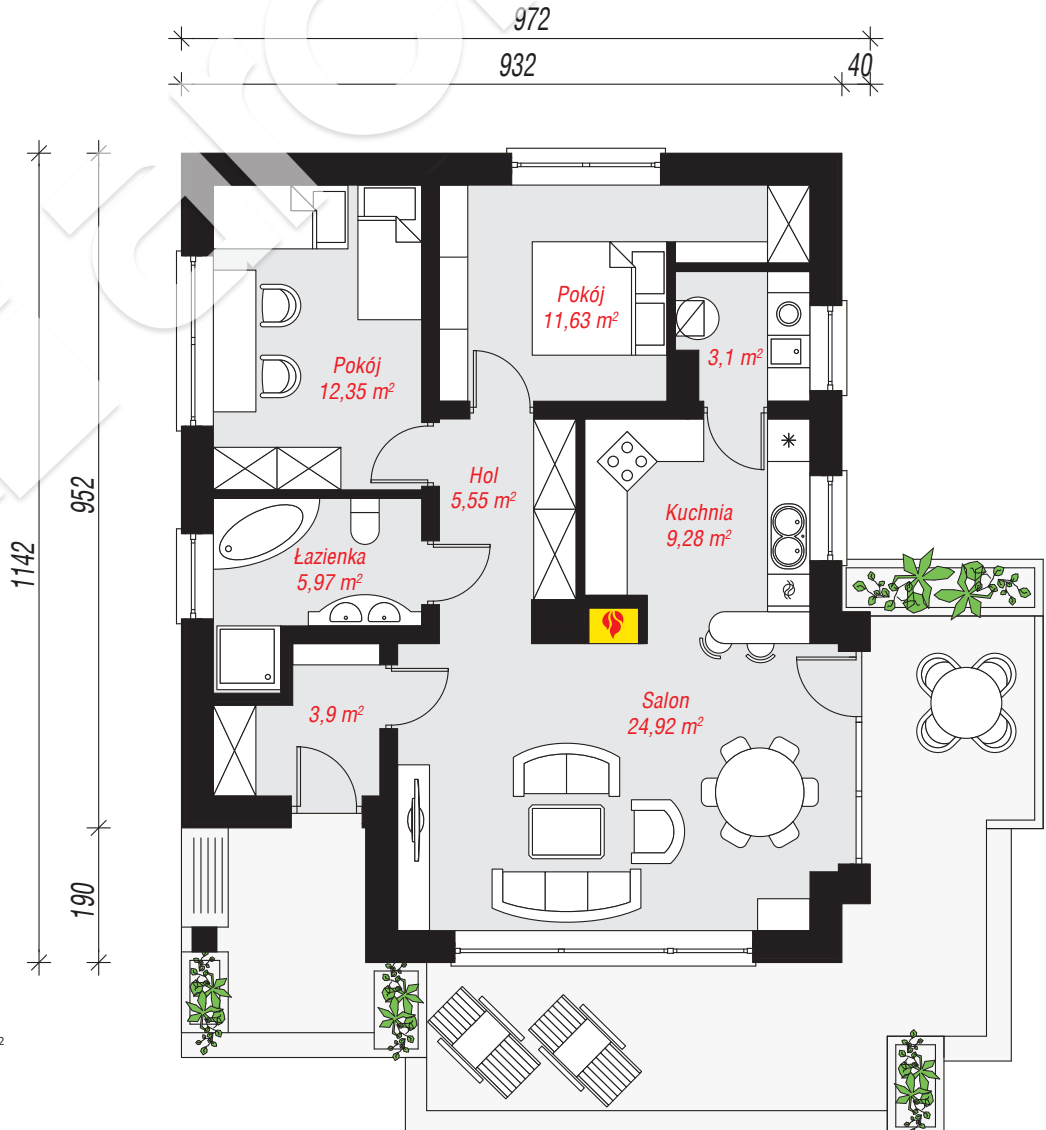 972
932
40
Pokój
11,63 m²
3,1 m²
Pokój
12,35 m²
952
1142
Hol
5,55 m²
Kuchnia
9,28 m²
Łazienka
5,97 m²
Salon
24,92 m²
3,9 m²
190
2